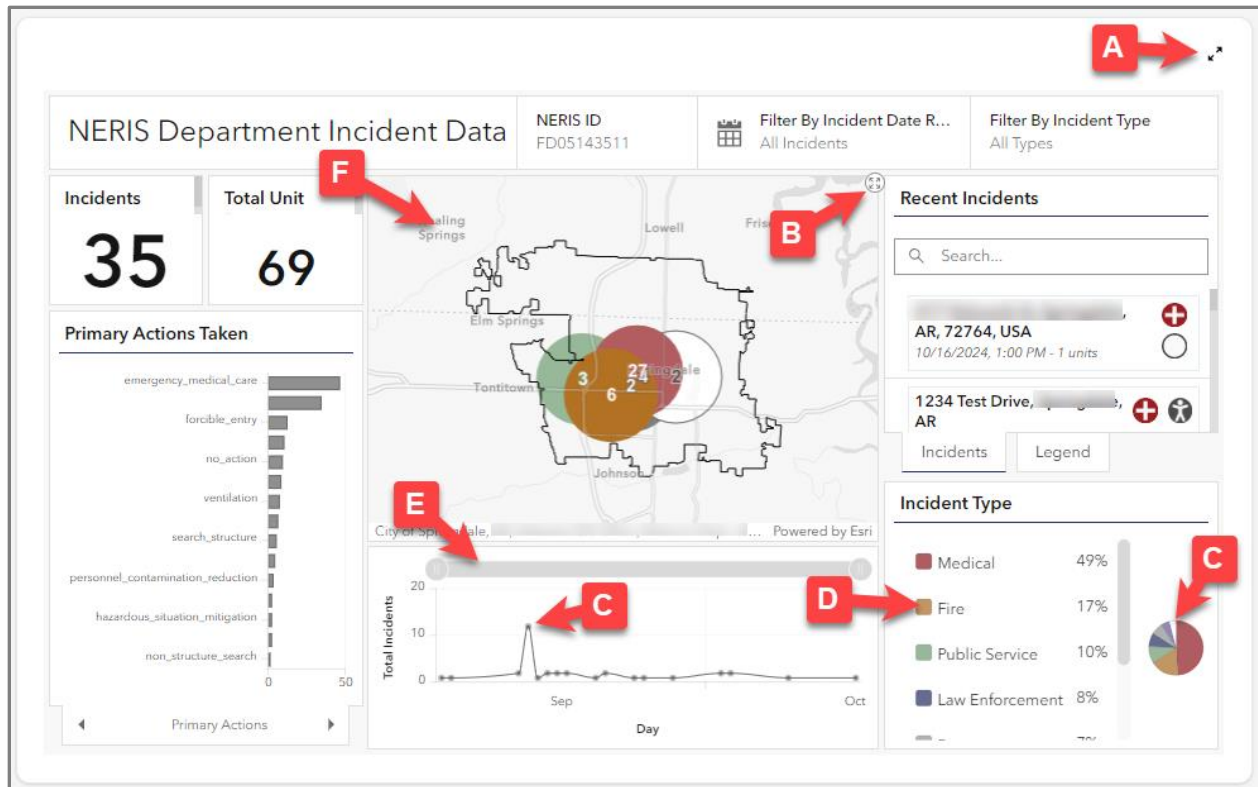 A
NERIS Department Incident Data
NERIS ID
FD05143511
Filter By Incident Date R...
All Incidents
Filter By Incident Type
All Types
Incidents
35
Total Unit
69
F
Springs
Lowell
B
Elm Springs
Tontitown
Johnson
3
6
27
2
4
2
City of
... Powered by Esri
Recent Incidents
Search...
AR, 72764, USA
10/16/2024, 1:00 PM - 1 units
1234 Test Drive,
AR
Incidents
Legend
Primary Actions Taken
emergency_medical_care
forcible_entry
no_action
ventilation
search_structure
personnel_contamination_reduction
hazardous_situation_mitigation
non_structure_search
0
50
Primary Actions
E
C
20
10
0
Total Incidents
Sep
Oct
Day
Incident Type
Medical 49%
D
Fire 17%
C
Public Service 10%
Law Enforcement 8%